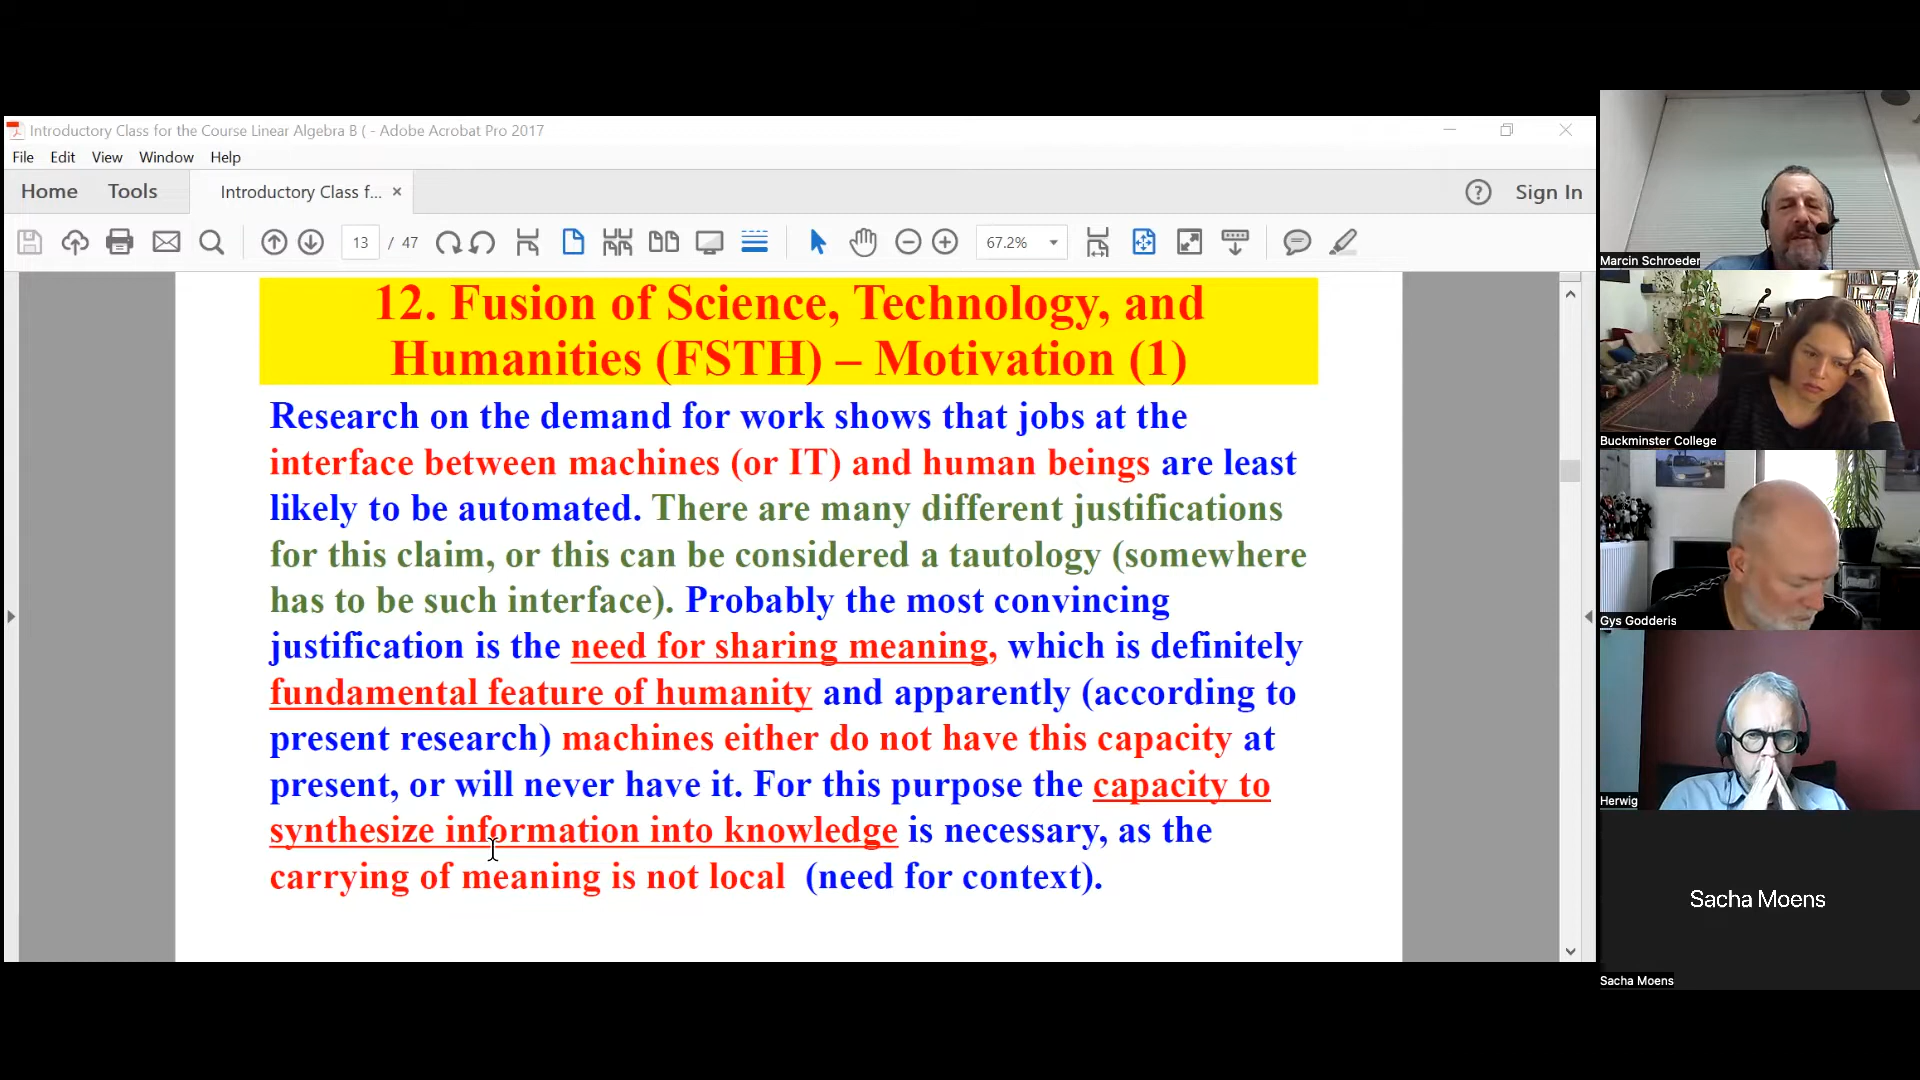 Introductory Class for the Course Linear Algebra B ( - Adobe Acrobat Pro 2017
File Edit View Window Help
Home Tools Introductory Class f... × ? Sign In
13 / 47 67.2%
12. Fusion of Science, Technology, and
Humanities (FSTH) – Motivation (1)
Research on the demand for work shows that jobs at the
interface between machines (or IT) and human beings are least
likely to be automated. There are many different justifications
for this claim, or this can be considered a tautology (somewhere
has to be such interface). Probably the most convincing
justification is the need for sharing meaning, which is definitely
fundamental feature of humanity and apparently (according to
present research) machines either do not have this capacity at
present, or will never have it. For this purpose the capacity to
synthesize information into knowledge is necessary, as the
carrying of meaning is not local (need for context).
Marcin Schroeder
Buckminster College
Gys Godderis
Herwig
Sacha Moens
Sacha Moens